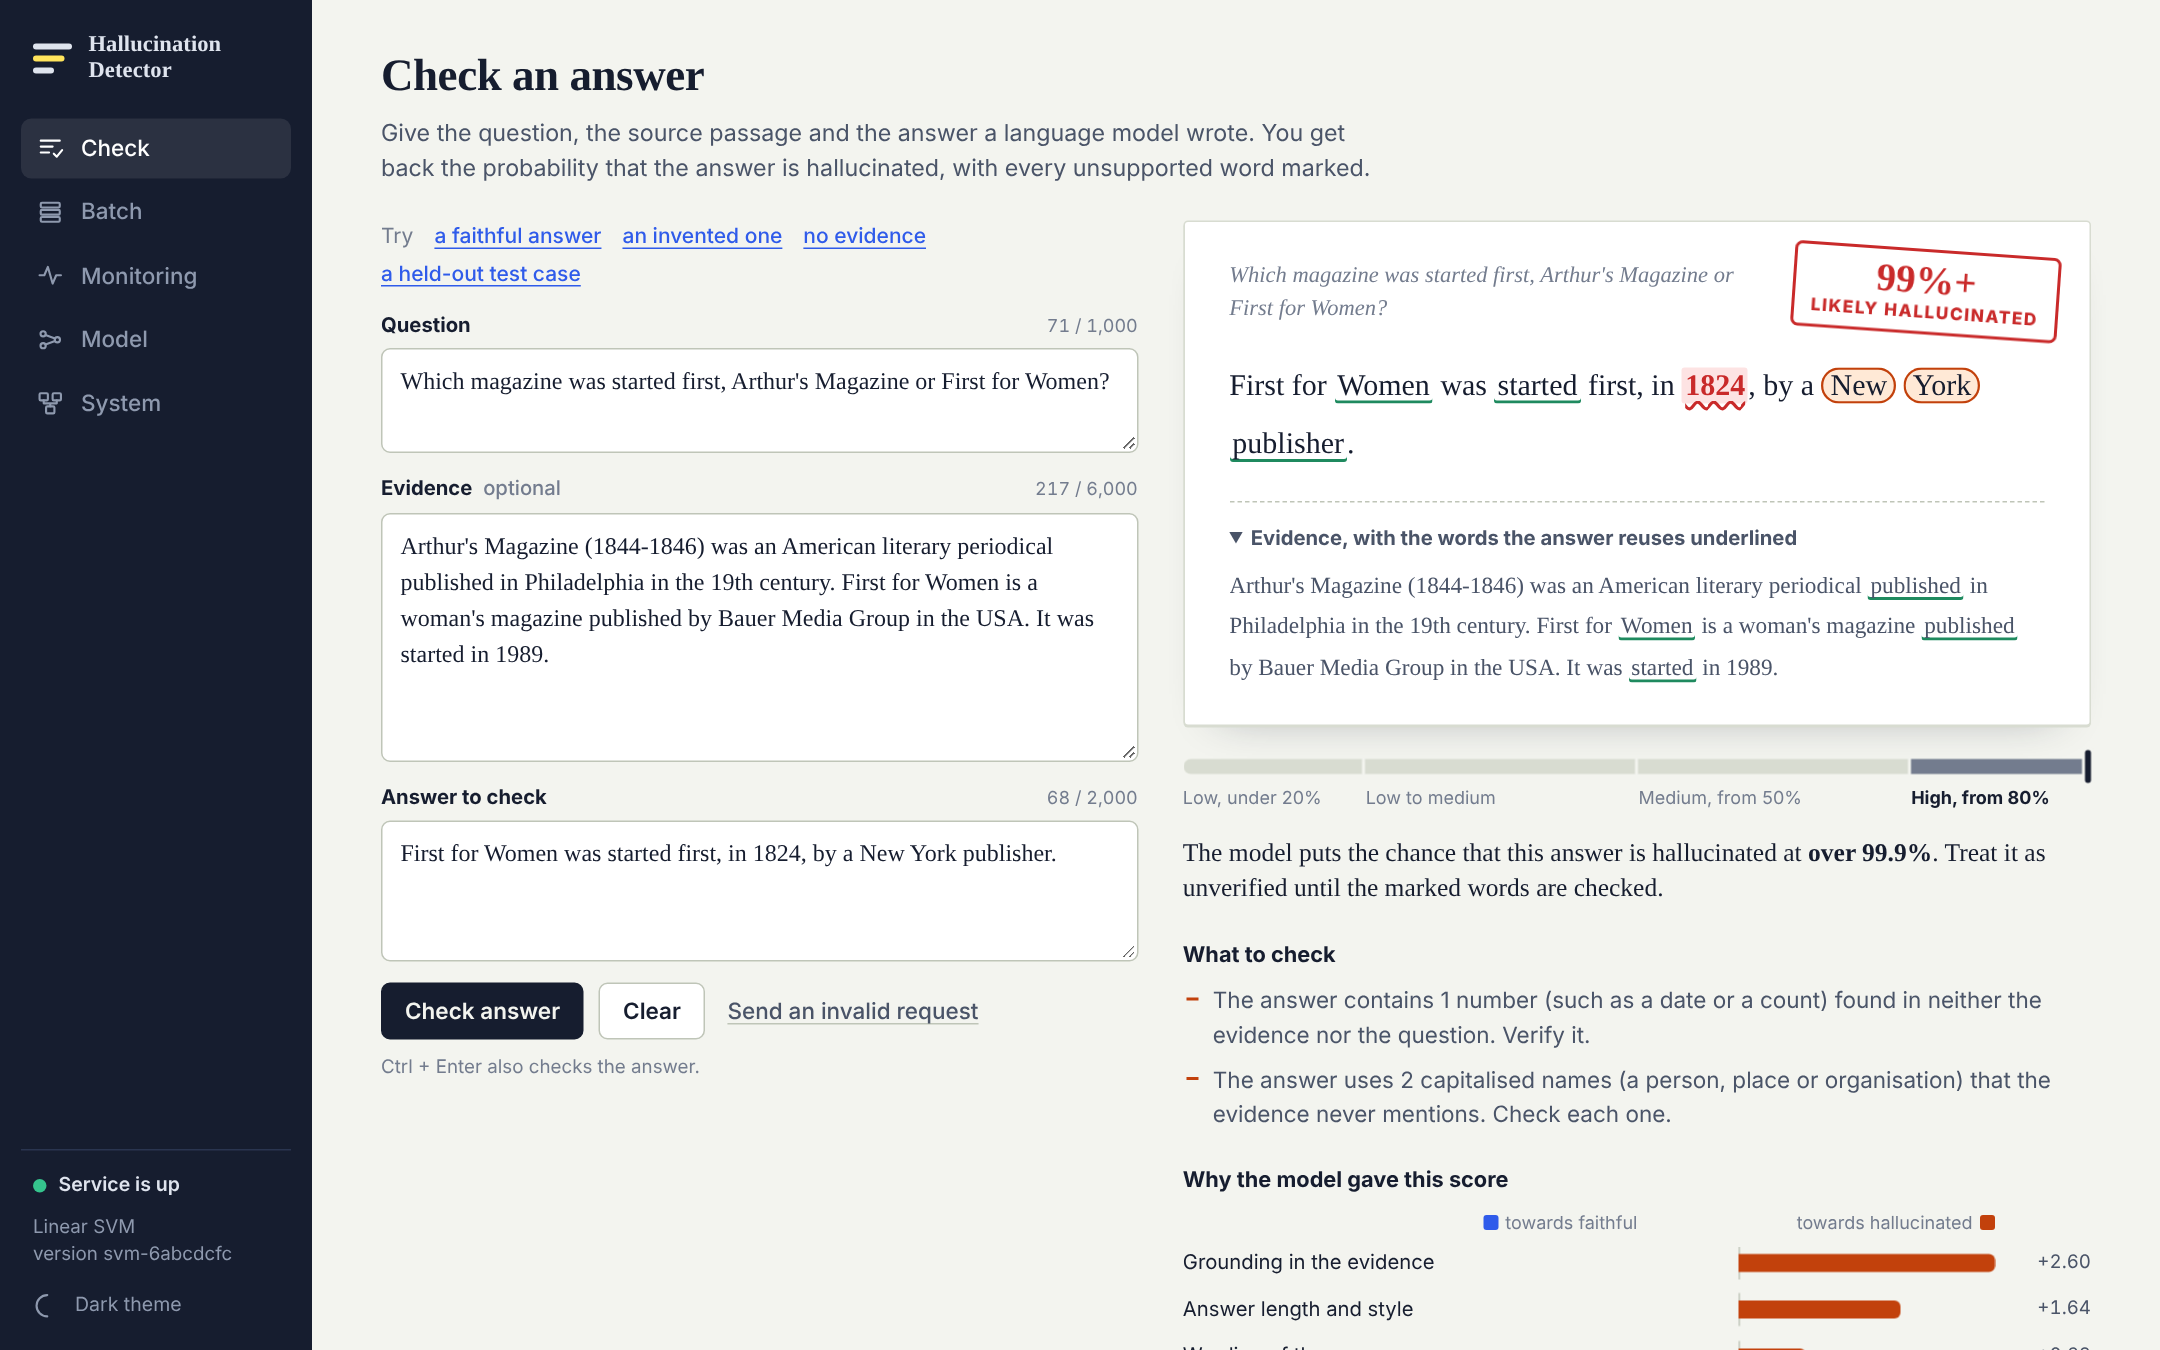 Hallucination
Detector
Check
Batch
Monitoring
Model
System
Service is up
Linear SVM
version svm-6abcdcfc
Dark theme
Check an answer
Give the question, the source passage and the answer a language model wrote. You get
back the probability that the answer is hallucinated, with every unsupported word marked.
Try a faithful answer an invented one no evidence
a held-out test case
Question 71 / 1,000
Which magazine was started first, Arthur's Magazine or First for Women?
Evidence optional 217 / 6,000
Arthur's Magazine (1844-1846) was an American literary periodical
published in Philadelphia in the 19th century. First for Women is a
woman's magazine published by Bauer Media Group in the USA. It was
started in 1989.
Answer to check 68 / 2,000
First for Women was started first, in 1824, by a New York publisher.
Check answer Clear Send an invalid request
Ctrl + Enter also checks the answer.
Which magazine was started first, Arthur's Magazine or
First for Women?
99%+
LIKELY HALLUCINATED
First for Women was started first, in 1824, by a New York
publisher.
Evidence, with the words the answer reuses underlined
Arthur's Magazine (1844-1846) was an American literary periodical published in
Philadelphia in the 19th century. First for Women is a woman's magazine published
by Bauer Media Group in the USA. It was started in 1989.
Low, under 20% Low to medium Medium, from 50% High, from 80%
The model puts the chance that this answer is hallucinated at over 99.9%. Treat it as
unverified until the marked words are checked.
What to check
The answer contains 1 number (such as a date or a count) found in neither the
evidence nor the question. Verify it.
The answer uses 2 capitalised names (a person, place or organisation) that the
evidence never mentions. Check each one.
Why the model gave this score
towards faithful towards hallucinated
Grounding in the evidence +2.60
Answer length and style +1.64